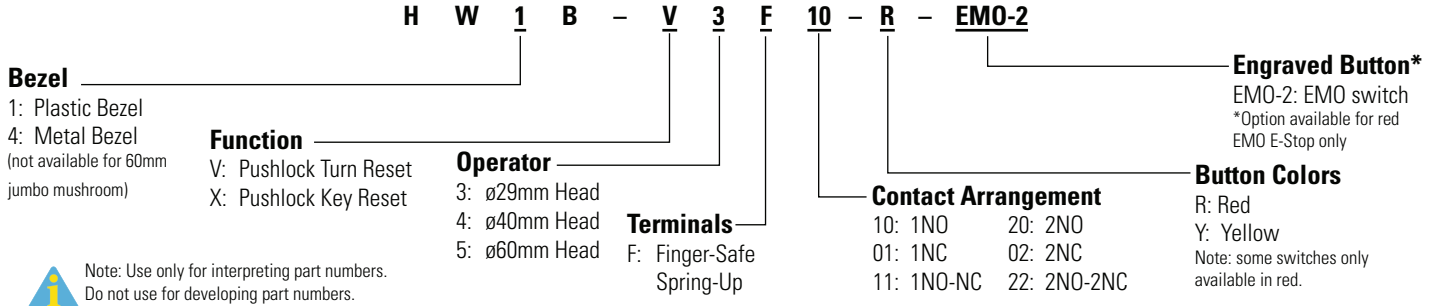 H W 1 B – V 3 F 10 – R – EMO-2
Bezel
1: Plastic Bezel
4: Metal Bezel
(not available for 60mm
jumbo mushroom)
Function
V: Pushlock Turn Reset
X: Pushlock Key Reset
Operator
3: ø29mm Head
4: ø40mm Head
5: ø60mm Head
Terminals
F: Finger-Safe
Spring-Up
Contact Arrangement
10: 1NO 20: 2NO
01: 1NC 02: 2NC
11: 1NO-NC 22: 2NO-2NC
Button Colors
R: Red
Y: Yellow
Note: some switches only
available in red.
Engraved Button*
EMO-2: EMO switch
*Option available for red
EMO E-Stop only
i
Note: Use only for interpreting part numbers.
Do not use for developing part numbers.